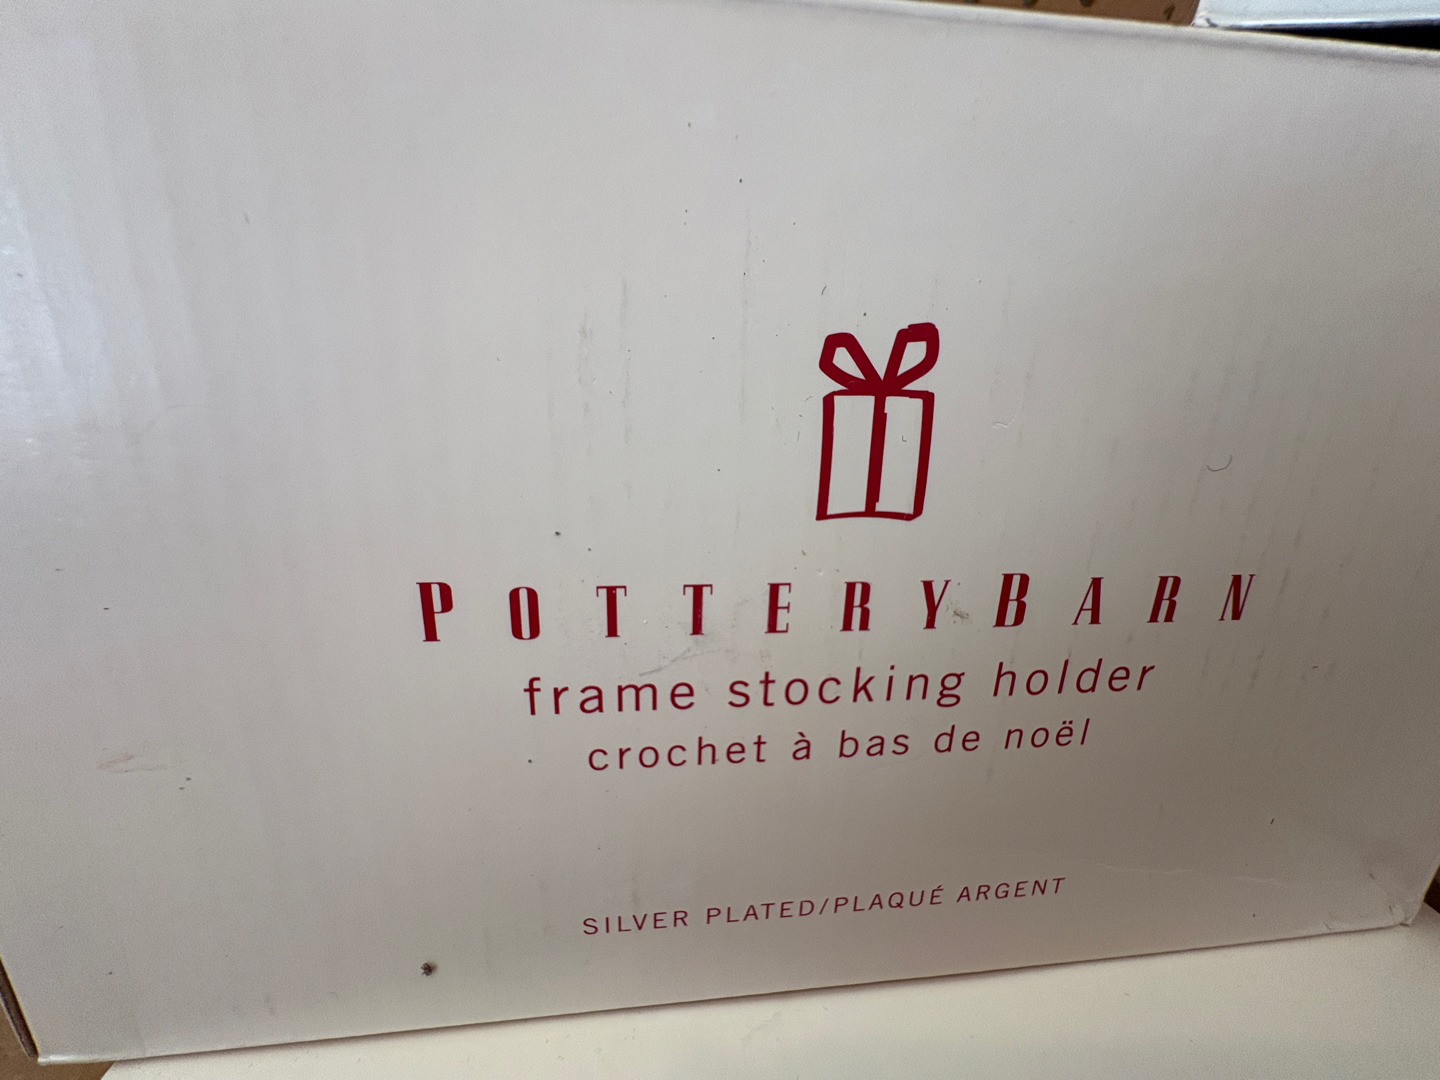 POTTERYBARN
frame stocking holder
crochet à bas de noël
SILVER PLATED/PLAQUÉ ARGENT